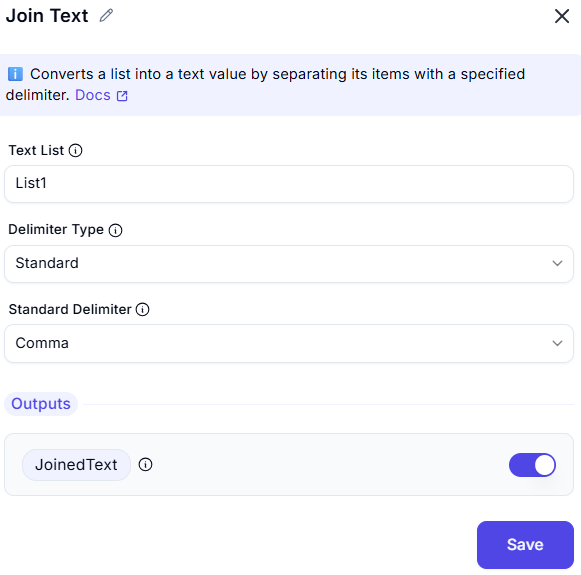 Join Text
Converts a list into a text value by separating its items with a specified
delimiter. Docs
Text List
List1
Delimiter Type
Standard
Standard Delimiter
Comma
Outputs
JoinedText
Save